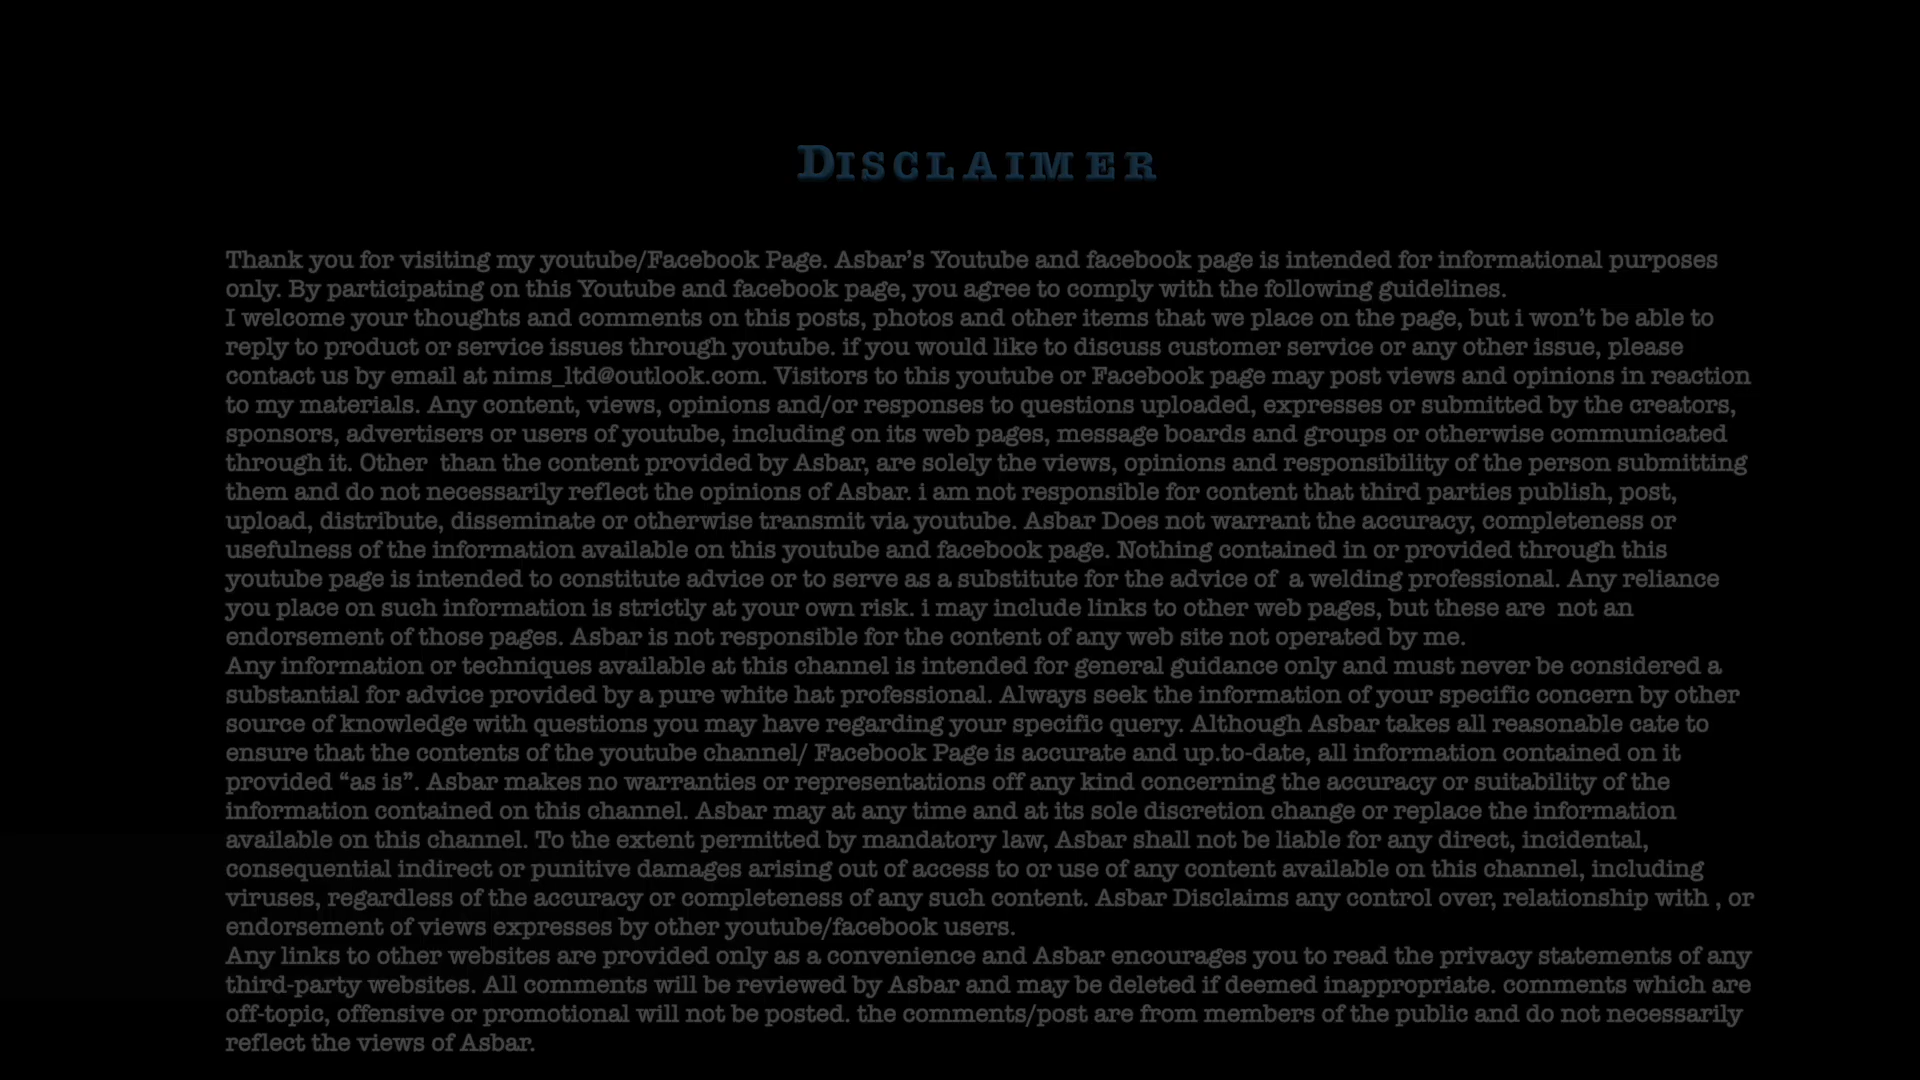 Disclaimer
Thank you for visiting my youtube/Facebook Page. Asbar’s Youtube and facebook page is intended for informational purposes
only. By participating on this Youtube and facebook page, you agree to comply with the following guidelines.
I welcome your thoughts and comments on this posts, photos and other items that we place on the page, but i won’t be able to
reply to product or service issues through youtube. if you would like to discuss customer service or any other issue, please
contact us by email at nims_ltd@outlook.com. Visitors to this youtube or Facebook page may post views and opinions in reaction
to my materials. Any content, views, opinions and/or responses to questions uploaded, expresses or submitted by the creators,
sponsors, advertisers or users of youtube, including on its web pages, message boards and groups or otherwise communicated
through it. Other  than the content provided by Asbar, are solely the views, opinions and responsibility of the person submitting
them and do not necessarily reflect the opinions of Asbar. i am not responsible for content that third parties publish, post,
upload, distribute, disseminate or otherwise transmit via youtube. Asbar Does not warrant the accuracy, completeness or
usefulness of the information available on this youtube and facebook page. Nothing contained in or provided through this
youtube page is intended to constitute advice or to serve as a substitute for the advice of  a welding professional. Any reliance
you place on such information is strictly at your own risk. i may include links to other web pages, but these are  not an
endorsement of those pages. Asbar is not responsible for the content of any web site not operated by me.
Any information or techniques available at this channel is intended for general guidance only and must never be considered a
substantial for advice provided by a pure white hat professional. Always seek the information of your specific concern by other
source of knowledge with questions you may have regarding your specific query. Although Asbar takes all reasonable cate to
ensure that the contents of the youtube channel/ Facebook Page is accurate and up.to-date, all information contained on it
provided “as is”. Asbar makes no warranties or representations off any kind concerning the accuracy or suitability of the
information contained on this channel. Asbar may at any time and at its sole discretion change or replace the information
available on this channel. To the extent permitted by mandatory law, Asbar shall not be liable for any direct, incidental,
consequential indirect or punitive damages arising out of access to or use of any content available on this channel, including
viruses, regardless of the accuracy or completeness of any such content. Asbar Disclaims any control over, relationship with , or
endorsement of views expresses by other youtube/facebook users.
Any links to other websites are provided only as a convenience and Asbar encourages you to read the privacy statements of any
third-party websites. All comments will be reviewed by Asbar and may be deleted if deemed inappropriate. comments which are
off-topic, offensive or promotional will not be posted. the comments/post are from members of the public and do not necessarily
reflect the views of Asbar.